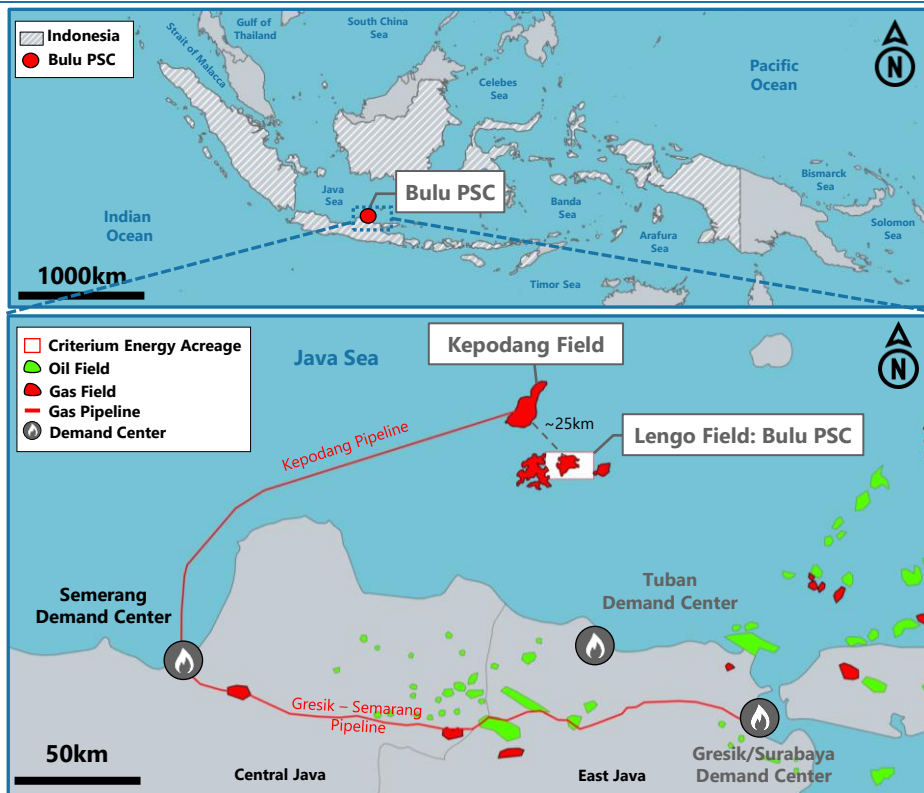 Indonesia
Bulu PSC
Gulf of
Thailand
South China
Sea
Strait of Malacca
Celebes
Sea
Pacific
Ocean
N
Java
Sea
Bulu PSC
Banda
Sea
Bismarck
Sea
Indian
Ocean
Arafura
Sea
Solomon
Sea
Timor Sea
1000km
Criterium Energy Acreage
Oil Field
Gas Field
Gas Pipeline
Demand Center
Java Sea
Kepodang Field
N
~25km
Kepodang Pipeline
Lengo Field: Bulu PSC
Semerang
Demand Center
Tuban
Demand Center
Gresik – Semarang
Pipeline
50km
Central Java
East Java
Gresik/Surabaya
Demand Center